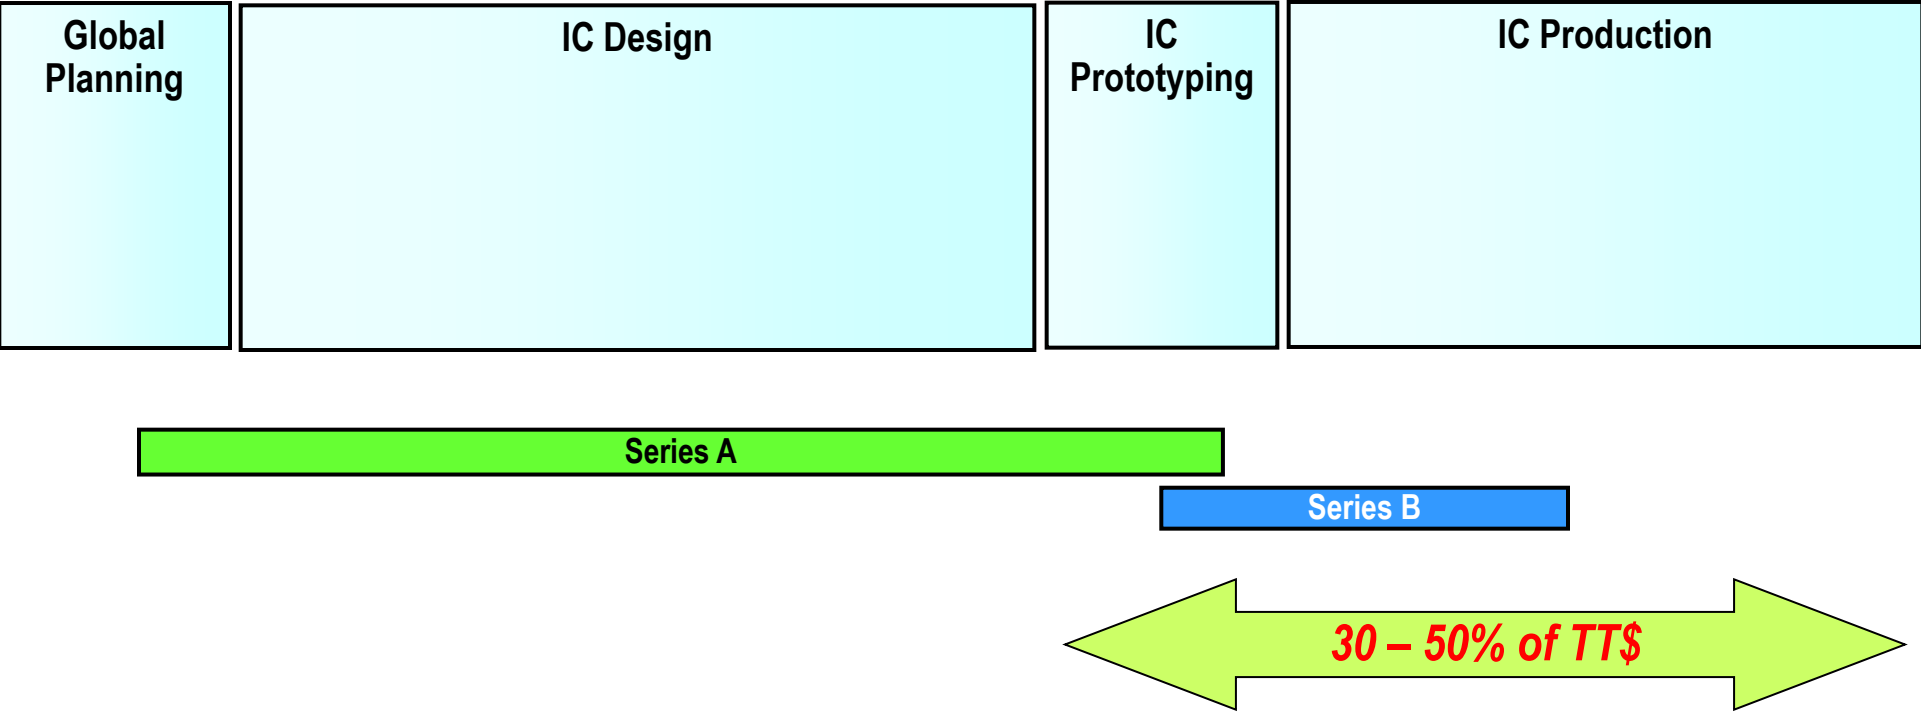 Global
Planning
IC Design
IC
Prototyping
IC Production
Series A
Series B
30 – 50% of TT$